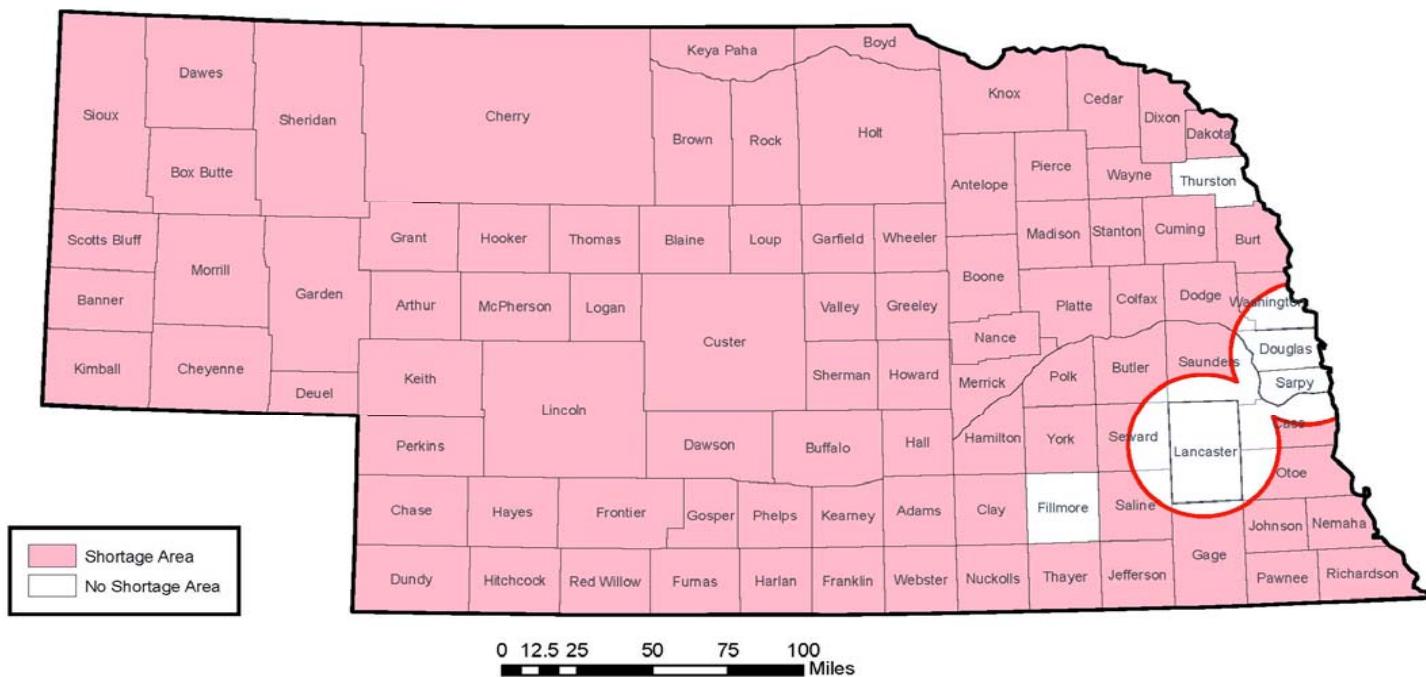 Keya Paha
Boyd
Dawes
Knox
Cedar
Sioux
Sheridan
Cherry
Dixon
Brown
Rock
Holt
Dakota
Box Butte
Pierce
Wayne
Thurston
Antelope
Scotts Bluff
Grant
Hooker
Thomas
Blaine
Loup
Garfield
Wheeler
Madison
Stanton
Cuming
Burt
Morrill
Garden
Boone
Banner
Arthur
McPherson
Logan
Valley
Greeley
Platte
Colfax
Dodge
Washington
Nance
Custer
Douglas
Kimball
Cheyenne
Keith
Sherman
Howard
Merrick
Polk
Butler
Saunders
Sarpy
Deuel
Lincoln
Cass
Perkins
Dawson
Buffalo
Hall
Hamilton
York
Seward
Lancaster
Otoe
Chase
Hayes
Frontier
Gosper
Phelps
Kearney
Adams
Clay
Fillmore
Saline
Johnson
Nemaha
Dundy
Hitchcock
Red Willow
Furnas
Harlan
Franklin
Webster
Nuckolls
Thayer
Jefferson
Gage
Pawnee
Richardson
Shortage Area
No Shortage Area
0 12.5 25 50 75 100
Miles